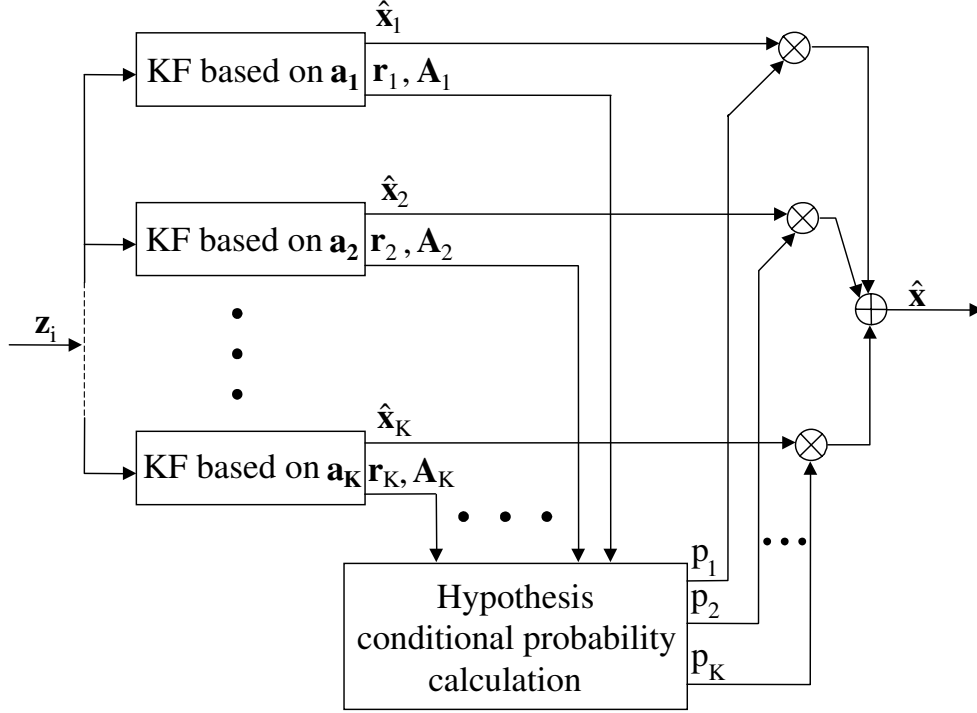 x̂₁
KF based on a₁ r₁, A₁
x̂₂
KF based on a₂ r₂, A₂
x̂
zᵢ
x̂_K
KF based on a_K r_K, A_K
p₁
Hypothesis
p₂
conditional probability
p_K
calculation